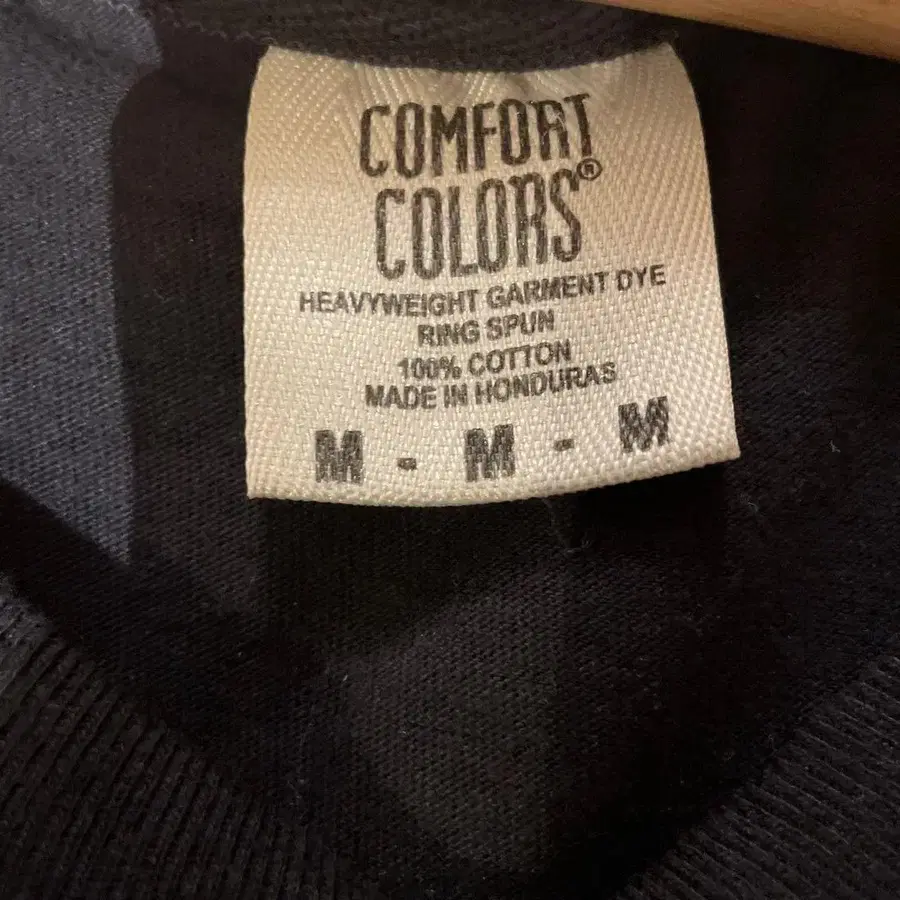 COMFORT
COLORS®
HEAVYWEIGHT GARMENT DYE
RING SPUN
100% COTTON
MADE IN HONDURAS
M - M - M